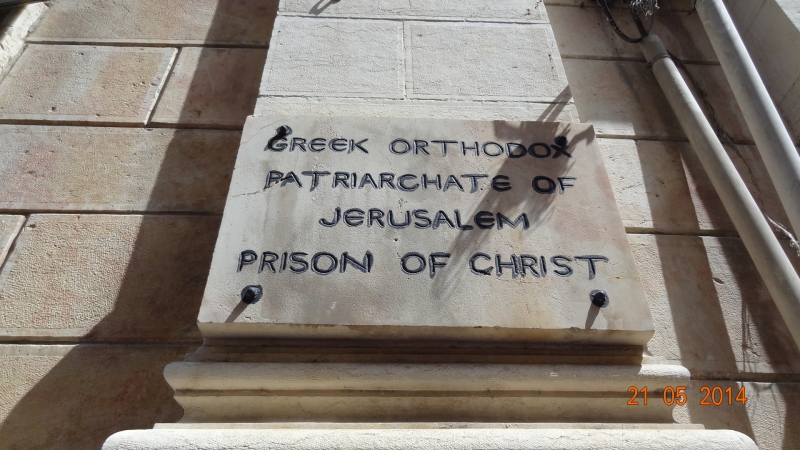 GREEK ORTHODOX
PATRIARCHATE OF
JERUSALEM
PRISON OF CHRIST
21 05 2014